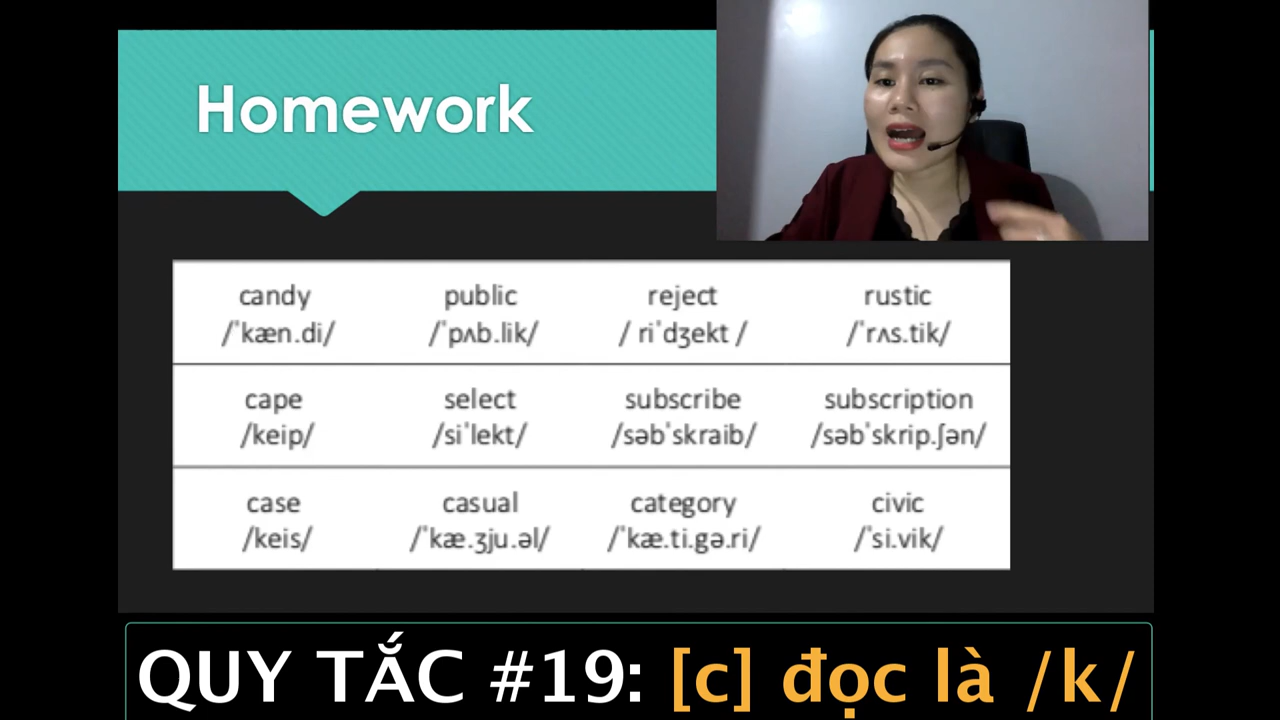 Homework
candy public reject rustic
/ˈkæn.di/ /ˈpʌb.lik/ / riˈdʒekt / /ˈrʌs.tik/
cape select subscribe subscription
/keip/ /siˈlekt/ /səbˈskraib/ /səbˈskrip.ʃən/
case casual category civic
/keis/ /ˈkæ.ʒju.əl/ /ˈkæ.ti.gə.ri/ /ˈsi.vik/
QUY TẮC #19: [c] đọc là /k/